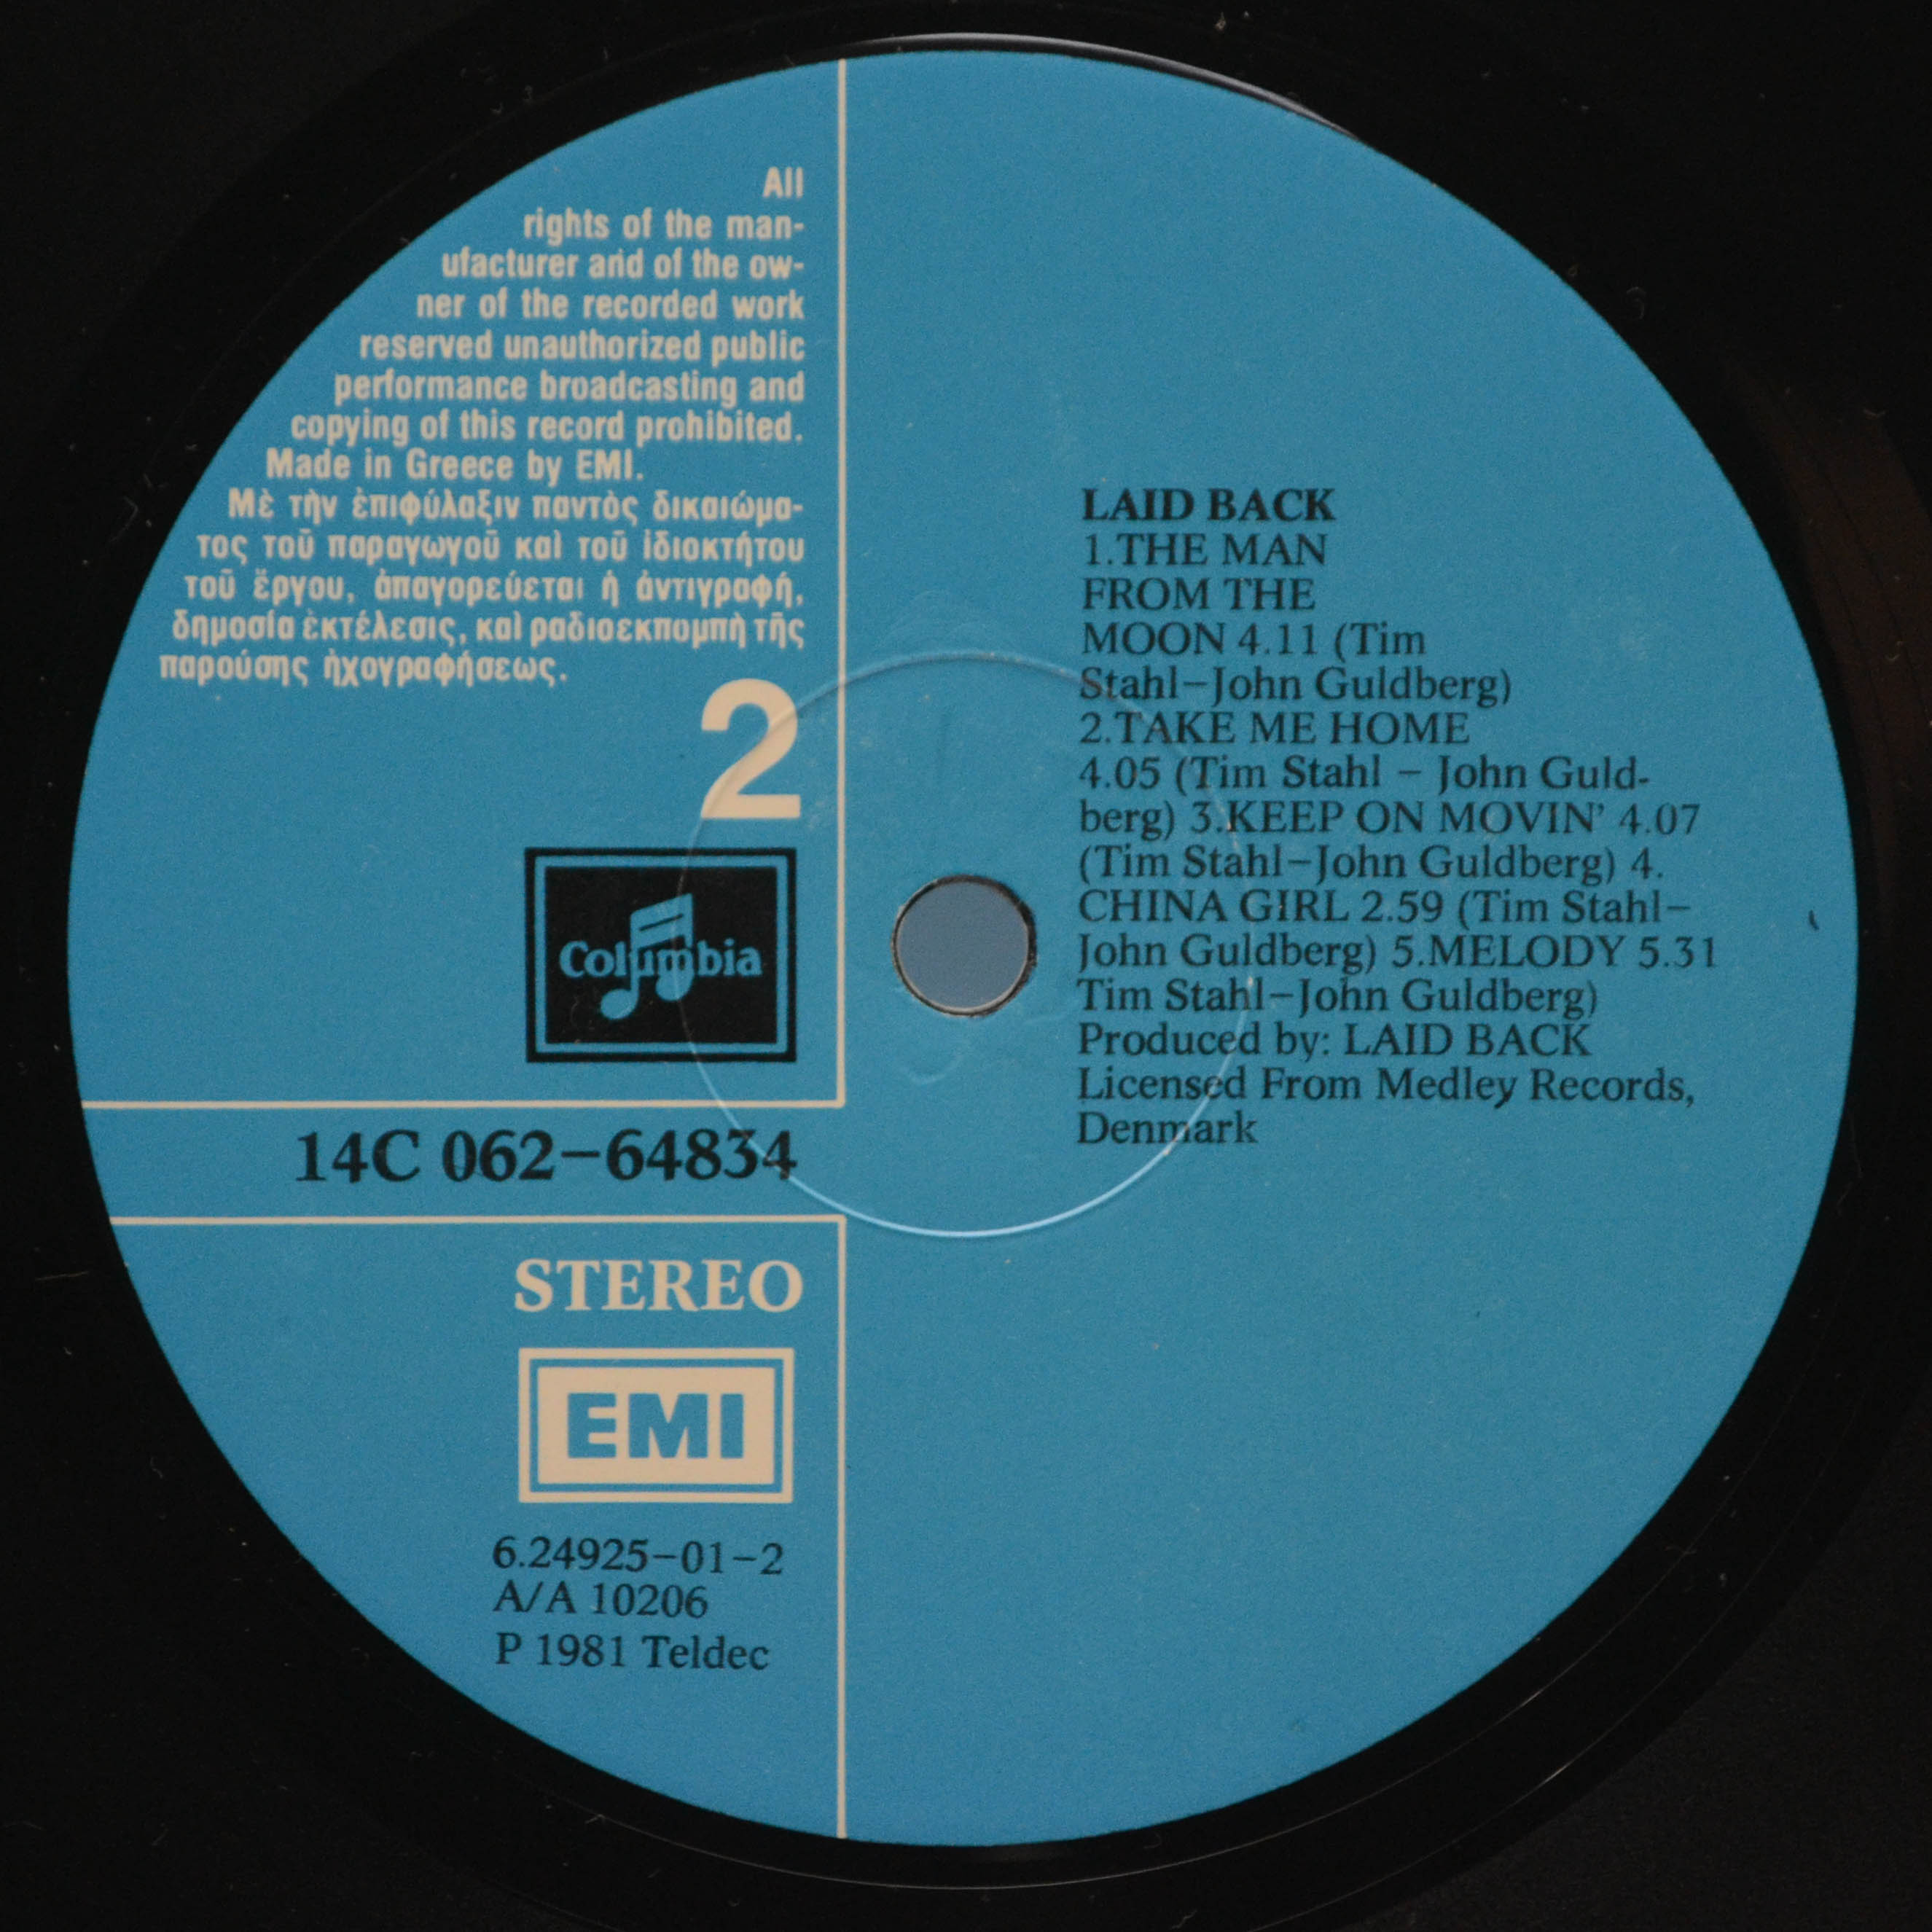 All
rights of the man-
ufacturer and of the ow-
ner of the recorded work
reserved unauthorized public
performance broadcasting and
copying of this record prohibited.
Made in Greece by EMI.
Μὲ τὴν ἐπιφύλαξιν παντὸς δικαιώμα-
τος τοῦ παραγωγοῦ καὶ τοῦ ἰδιοκτήτου
τοῦ ἔργου, ἀπαγορεύεται ἡ ἀντιγραφή,
δημοσία ἐκτέλεσις, καὶ ραδιοεκπομπὴ τῆς
παρούσης ἠχογραφήσεως.
2
Columbia
14C 062-64834
STEREO
EMI
6.24925-01-2
A/A 10206
P 1981 Teldec
LAID BACK
1.THE MAN
FROM THE
MOON 4.11 (Tim
Stahl-John Guldberg)
2.TAKE ME HOME
4.05 (Tim Stahl - John Guld-
berg) 3.KEEP ON MOVIN' 4.07
(Tim Stahl-John Guldberg) 4.
CHINA GIRL 2.59 (Tim Stahl-
John Guldberg) 5.MELODY 5.31
Tim Stahl-John Guldberg)
Produced by: LAID BACK
Licensed From Medley Records,
Denmark